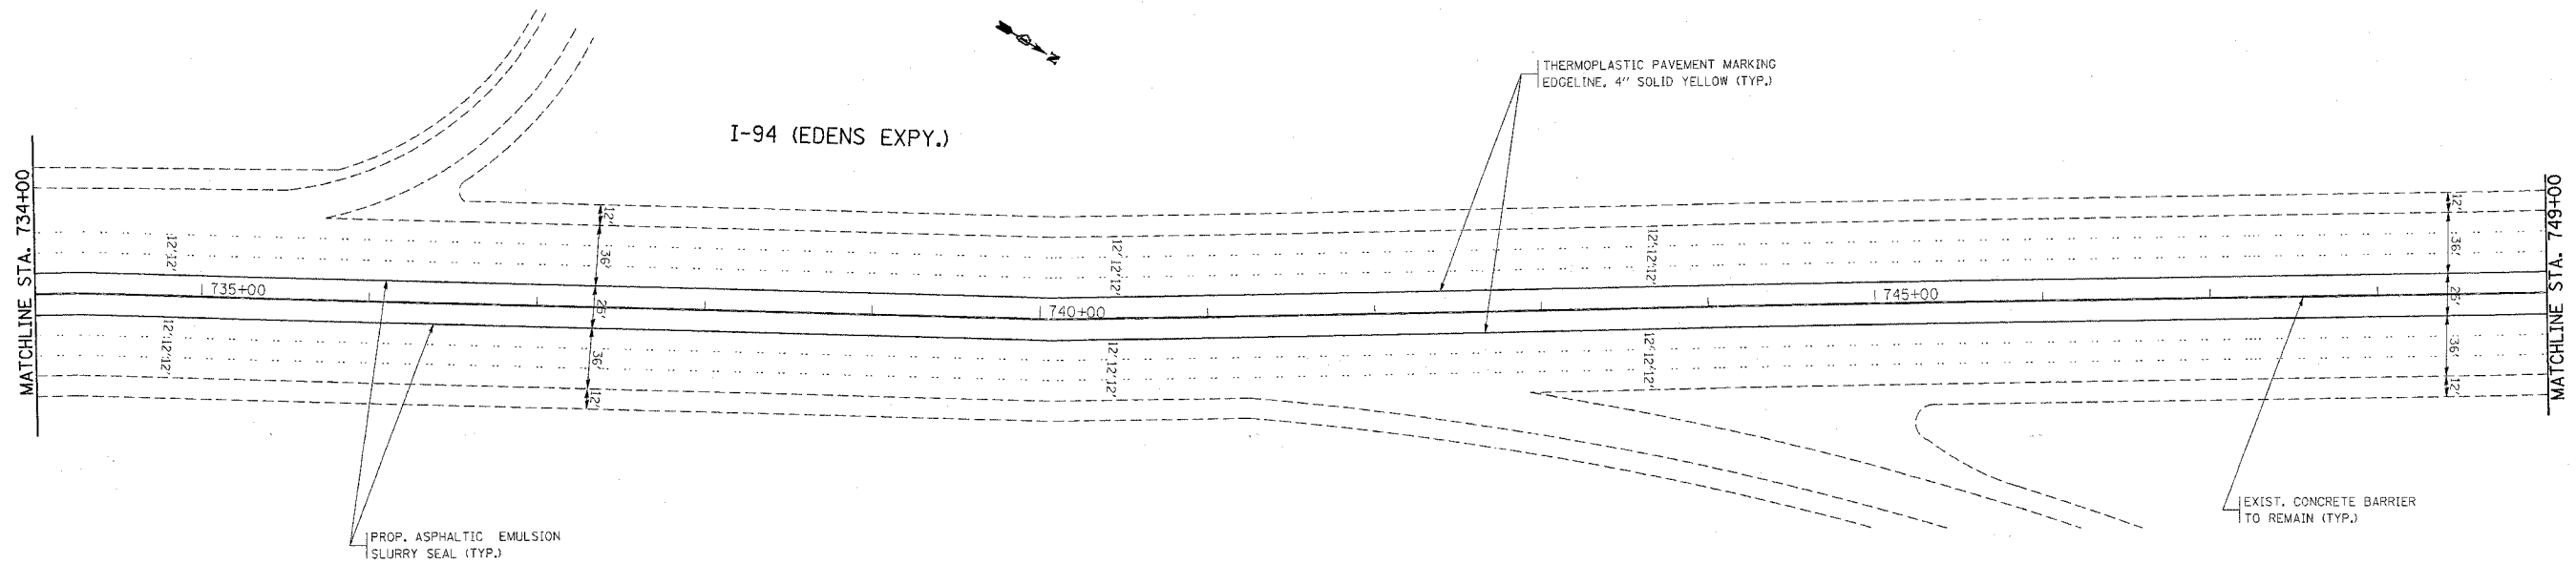 N
THERMOPLASTIC PAVEMENT MARKING
EDGELINE, 4" SOLID YELLOW (TYP.)
I-94 (EDENS EXPY.)
MATCHLINE STA. 734+00
MATCHLINE STA. 749+00
12'
36'
26'
36'
12'
12'12'
12'12'12'
12'12'12'
12'12'12'
12'12'12'
12'12'12'
12'
36'
26'
36'
12'
735+00
740+00
745+00
PROP. ASPHALTIC EMULSION
SLURRY SEAL (TYP.)
EXIST. CONCRETE BARRIER
TO REMAIN (TYP.)